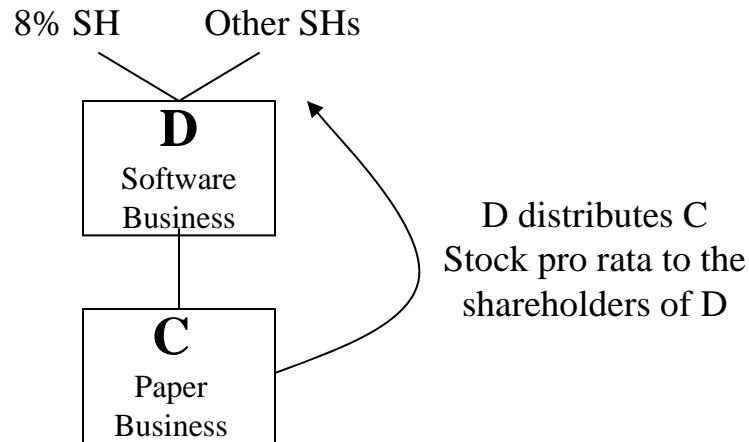 8% SH Other SHs
D
Software
Business
D distributes C
Stock pro rata to the
shareholders of D
C
Paper
Business